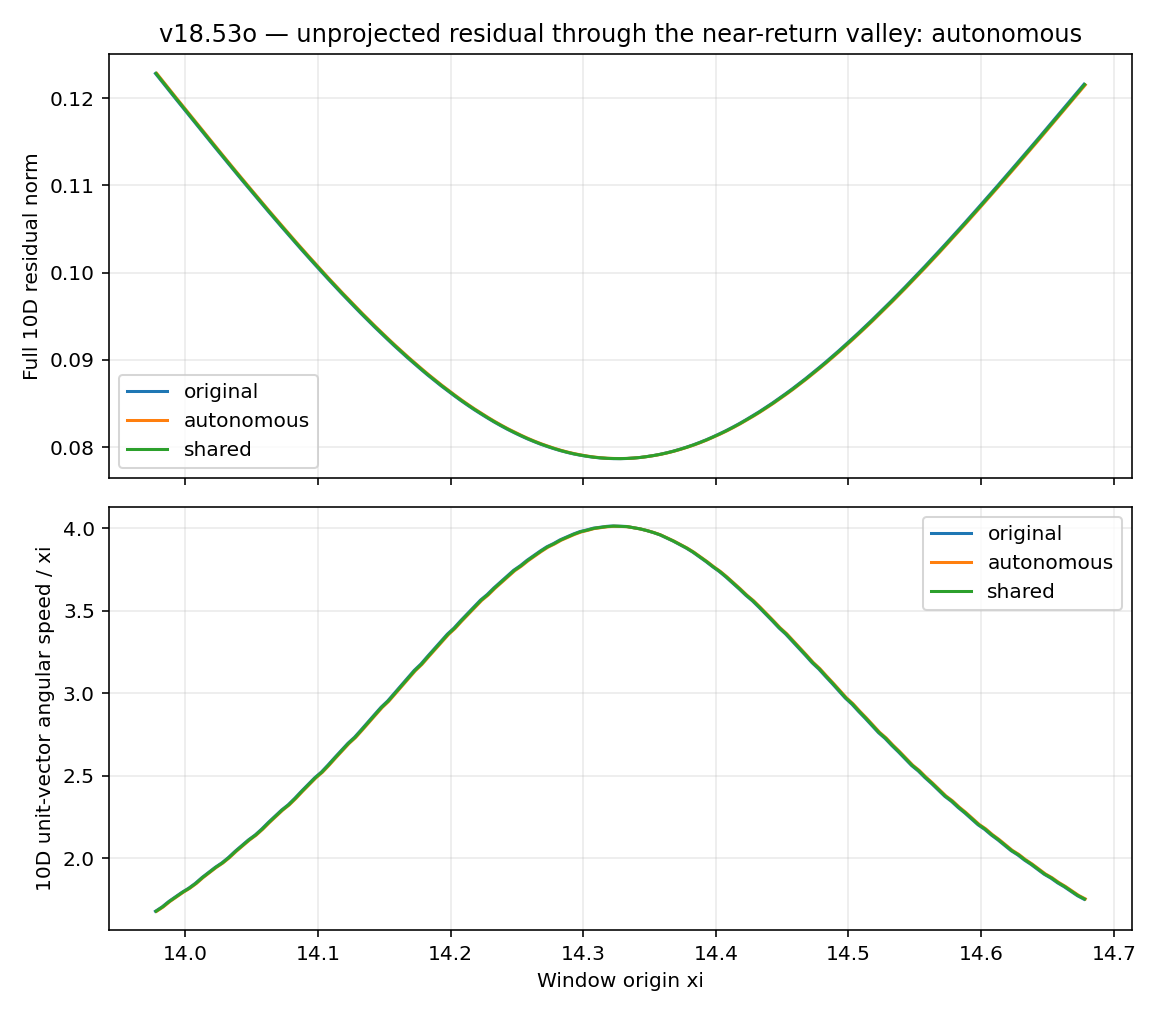 v18.53o — unprojected residual through the near-return valley: autonomous
Full 10D residual norm
0.12
0.11
0.10
0.09
0.08
original
autonomous
shared
10D unit-vector angular speed / xi
4.0
3.5
3.0
2.5
2.0
original
autonomous
shared
14.0 14.1 14.2 14.3 14.4 14.5 14.6 14.7
Window origin xi